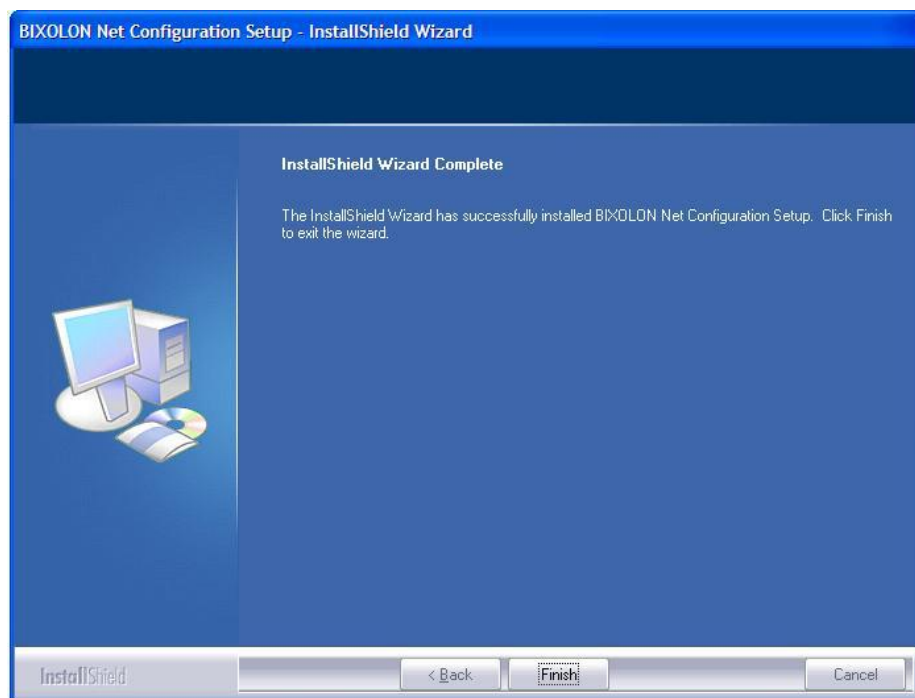 BIXOLON Net Configuration Setup - InstallShield Wizard
InstallShield Wizard Complete
The InstallShield Wizard has successfully installed BIXOLON Net Configuration Setup. Click Finish
to exit the wizard.
InstallShield
< Back
Finish
Cancel